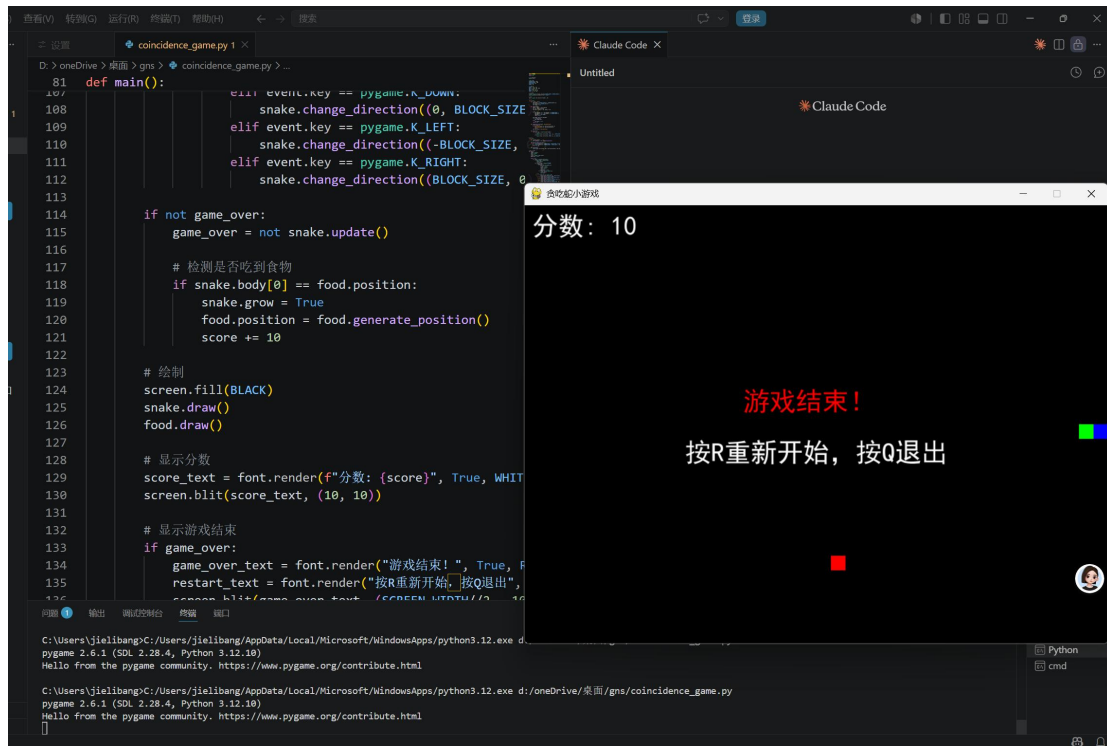 查看(V) 转到(G) 运行(R) 终端(T) 帮助(H) 搜索 登录
设置 coincidence_game.py 1
Claude Code
D: > oneDrive > 桌面 > gns > coincidence_game.py > ...
Untitled
Claude Code
81 def main():
107 elif event.key == pygame.K_DOWN:
108 snake.change_direction((0, BLOCK_SIZE
109 elif event.key == pygame.K_LEFT:
110 snake.change_direction((-BLOCK_SIZE,
111 elif event.key == pygame.K_RIGHT:
112 snake.change_direction((BLOCK_SIZE, 0
113
114 if not game_over:
115 game_over = not snake.update()
116
117 # 检测是否吃到食物
118 if snake.body[0] == food.position:
119 snake.grow = True
120 food.position = food.generate_position()
121 score += 10
122
123 # 绘制
124 screen.fill(BLACK)
125 snake.draw()
126 food.draw()
127
128 # 显示分数
129 score_text = font.render(f"分数: {score}", True, WHIT
130 screen.blit(score_text, (10, 10))
131
132 # 显示游戏结束
133 if game_over:
134 game_over_text = font.render("游戏结束！", True, R
135 restart_text = font.render("按R重新开始，按Q退出",
136 screen.blit(game_over_text, (SCREEN_WIDTH//2 - 10
贪吃蛇小游戏
分数: 10
游戏结束！
按R重新开始，按Q退出
问题 1 输出 调试控制台 终端 端口
C:\Users\jielibang>C:/Users/jielibang/AppData/Local/Microsoft/WindowsApps/python3.12.exe d:
pygame 2.6.1 (SDL 2.28.4, Python 3.12.10)
Hello from the pygame community. https://www.pygame.org/contribute.html
C:\Users\jielibang>C:/Users/jielibang/AppData/Local/Microsoft/WindowsApps/python3.12.exe d:/oneDrive/桌面/gns/coincidence_game.py
pygame 2.6.1 (SDL 2.28.4, Python 3.12.10)
Hello from the pygame community. https://www.pygame.org/contribute.html
Python
cmd